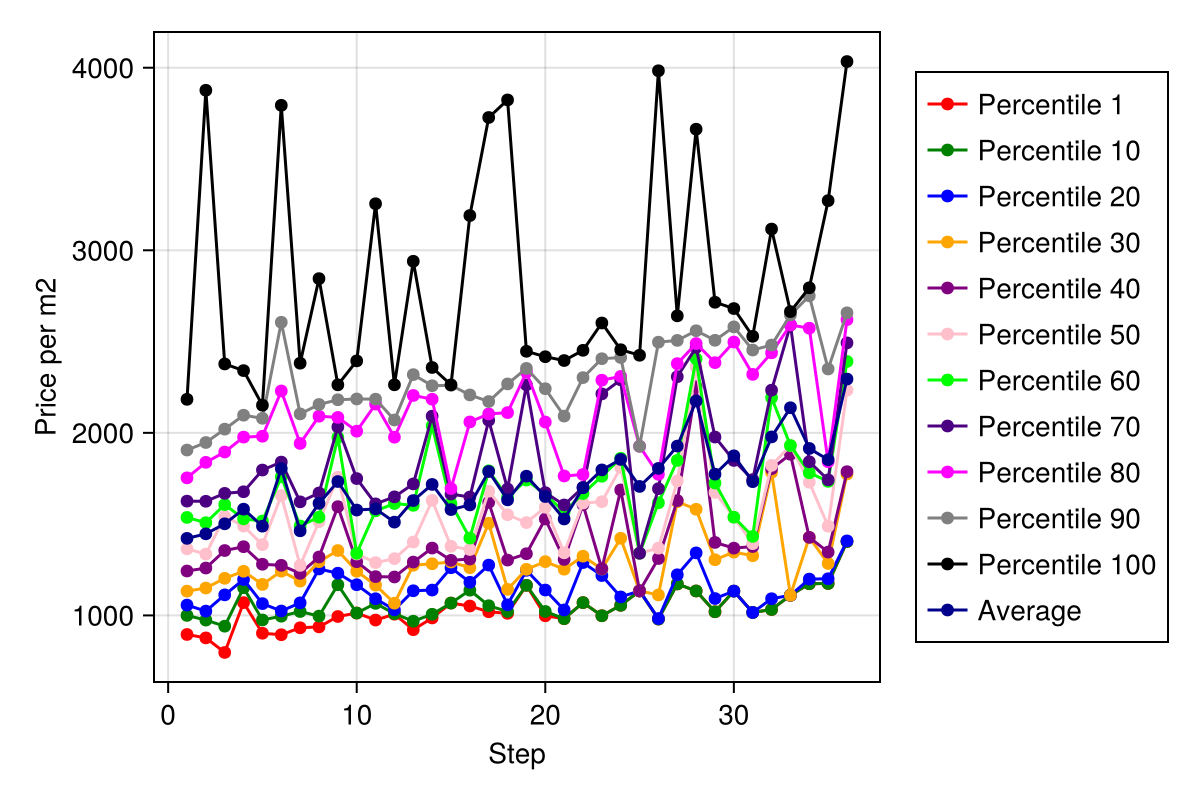 4000
3000
2000
1000
Price per m2
0 10 20 30
Step
Percentile 1
Percentile 10
Percentile 20
Percentile 30
Percentile 40
Percentile 50
Percentile 60
Percentile 70
Percentile 80
Percentile 90
Percentile 100
Average